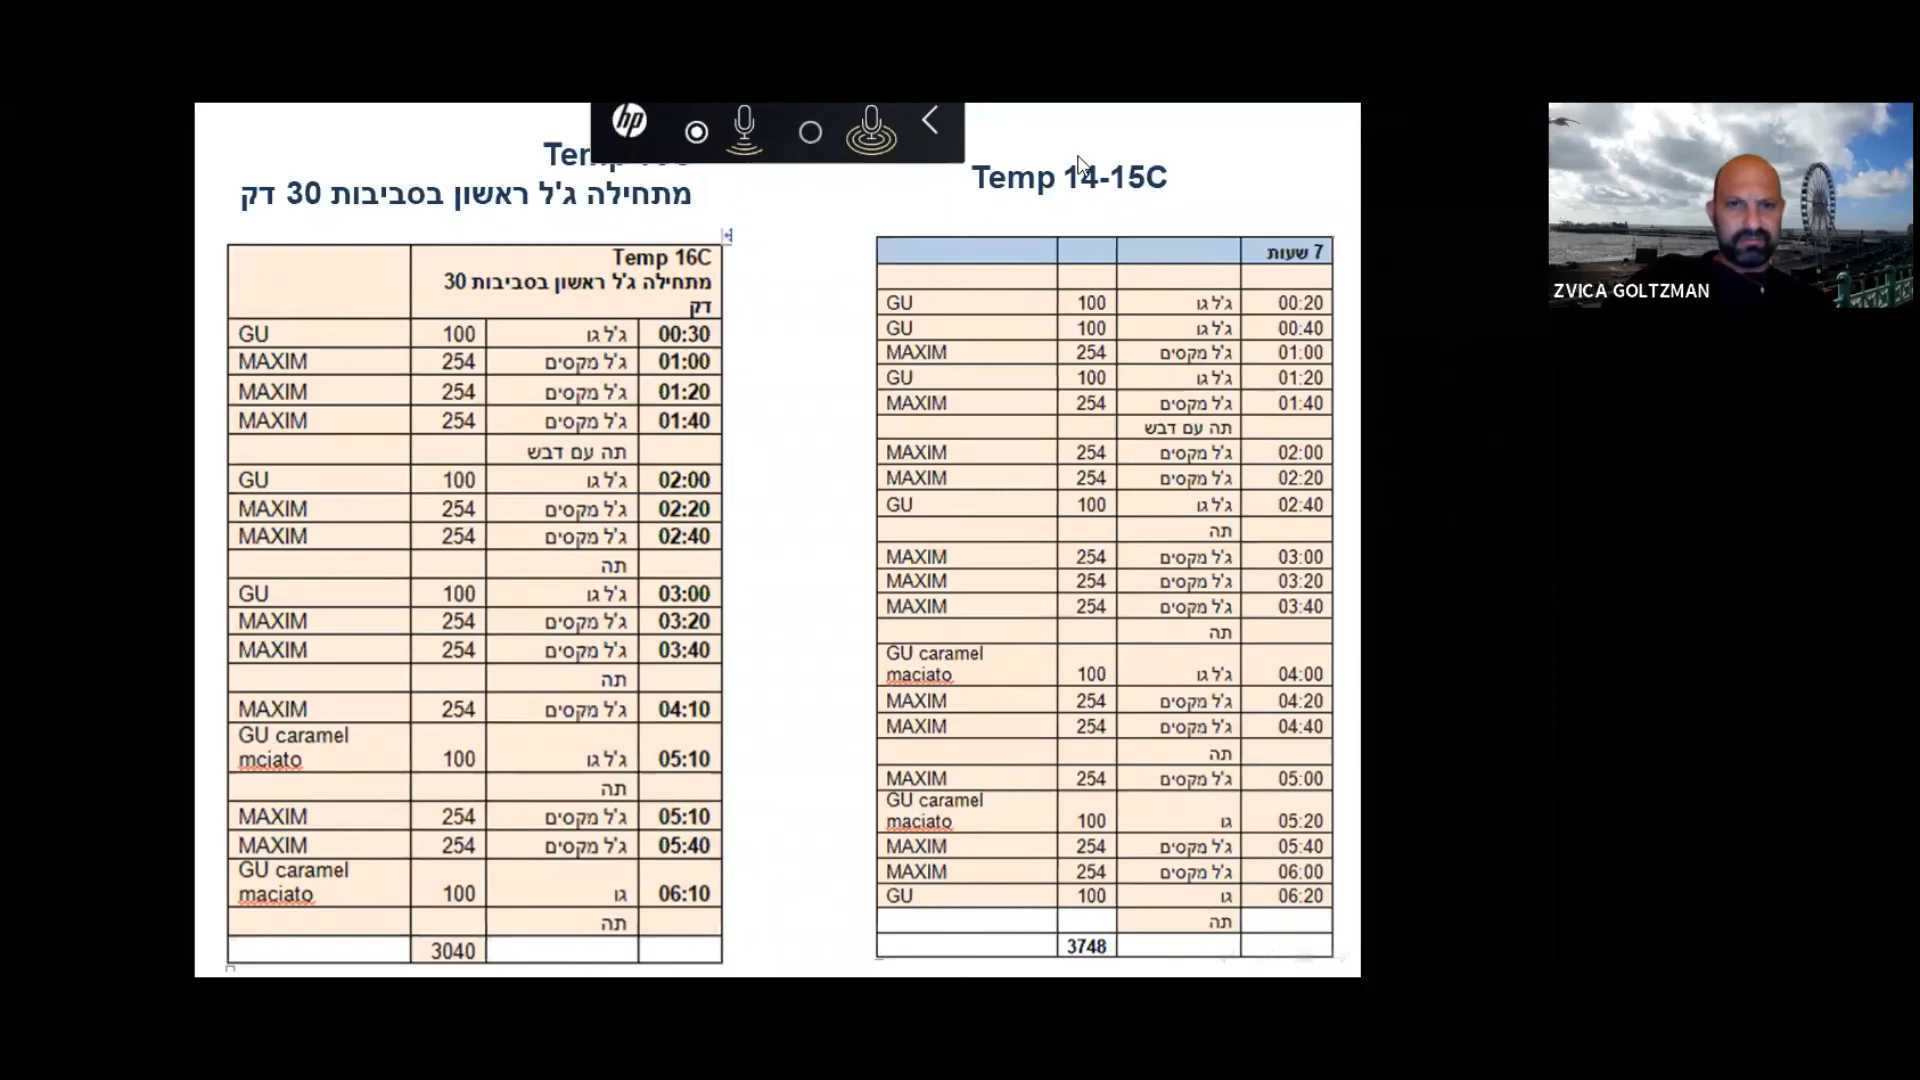 hp
מתחילה ג'ל ראשון בסביבות 30 דק
Temp 16C
מתחילה ג'ל ראשון בסביבות 30
דק
GU 100 ג'ל גו 00:30
MAXIM 254 ג'ל מקסים 01:00
MAXIM 254 ג'ל מקסים 01:20
MAXIM 254 ג'ל מקסים 01:40
תה עם דבש
GU 100 ג'ל גו 02:00
MAXIM 254 ג'ל מקסים 02:20
MAXIM 254 ג'ל מקסים 02:40
תה
GU 100 ג'ל גו 03:00
MAXIM 254 ג'ל מקסים 03:20
MAXIM 254 ג'ל מקסים 03:40
תה
MAXIM 254 ג'ל מקסים 04:10
GU caramel
mciato 100 ג'ל גו 05:10
תה
MAXIM 254 ג'ל מקסים 05:10
MAXIM 254 ג'ל מקסים 05:40
GU caramel
maciato 100 גו 06:10
תה
3040
Temp 14-15C
7 שעות
GU 100 ג'ל גו 00:20
GU 100 ג'ל גו 00:40
MAXIM 254 ג'ל מקסים 01:00
GU 100 ג'ל גו 01:20
MAXIM 254 ג'ל מקסים 01:40
תה עם דבש
MAXIM 254 ג'ל מקסים 02:00
MAXIM 254 ג'ל מקסים 02:20
GU 100 ג'ל גו 02:40
תה
MAXIM 254 ג'ל מקסים 03:00
MAXIM 254 ג'ל מקסים 03:20
MAXIM 254 ג'ל מקסים 03:40
תה
GU caramel
maciato 100 ג'ל גו 04:00
MAXIM 254 ג'ל מקסים 04:20
MAXIM 254 ג'ל מקסים 04:40
תה
MAXIM 254 ג'ל מקסים 05:00
GU caramel
maciato 100 גו 05:20
MAXIM 254 ג'ל מקסים 05:40
MAXIM 254 ג'ל מקסים 06:00
GU 100 גו 06:20
תה
3748
ZVICA GOLTZMAN